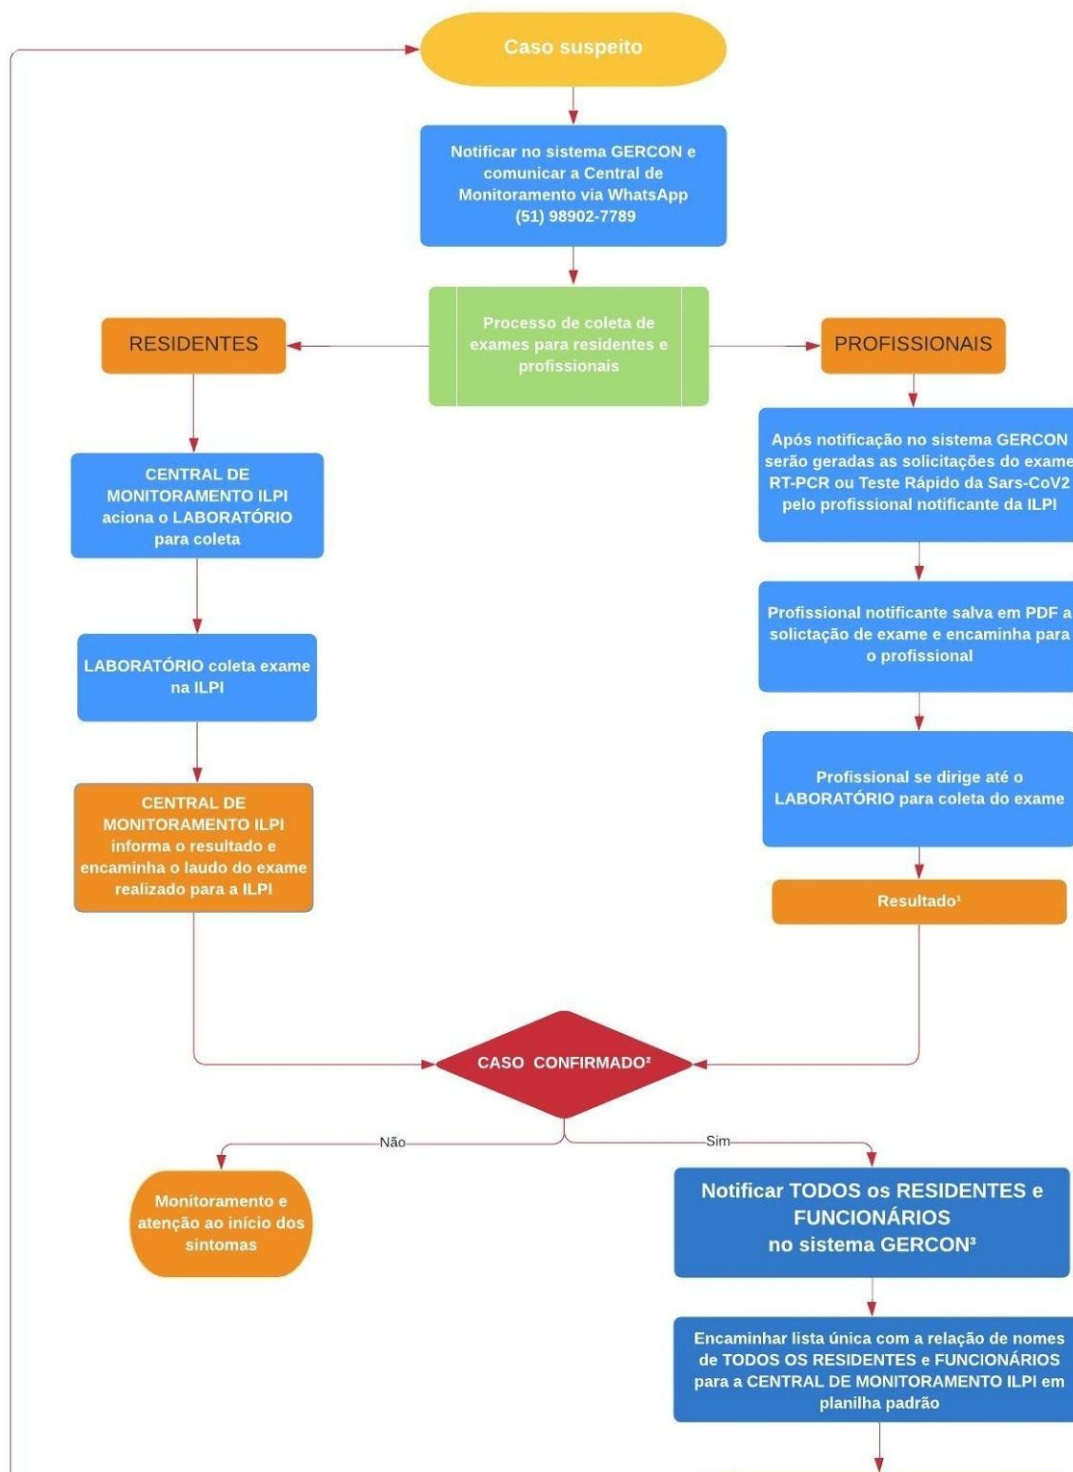 Caso suspeito
Notificar no sistema GERCON e
comunicar a Central de
Monitoramento via WhatsApp
(51) 98902-7789
Processo de coleta de
exames para residentes e
profissionais
RESIDENTES
CENTRAL DE
MONITORAMENTO ILPI
aciona o LABORATÓRIO
para coleta
LABORATÓRIO coleta exame
na ILPI
CENTRAL DE
MONITORAMENTO ILPI
informa o resultado e
encaminha o laudo do exame
realizado para a ILPI
PROFISSIONAIS
Após notificação no sistema GERCON
serão geradas as solicitações do exame
RT-PCR ou Teste Rápido da Sars-CoV2
pelo profissional notificante da ILPI
Profissional notificante salva em PDF a
solictação de exame e encaminha para
o profissional
Profissional se dirige até o
LABORATÓRIO para coleta do exame
Resultado¹
CASO CONFIRMADO²
Não
Sim
Monitoramento e
atenção ao início dos
sintomas
Notificar TODOS os RESIDENTES e
FUNCIONÁRIOS
no sistema GERCON³
Encaminhar lista única com a relação de nomes
de TODOS OS RESIDENTES e FUNCIONÁRIOS
para a CENTRAL DE MONITORAMENTO ILPI em
planilha padrão